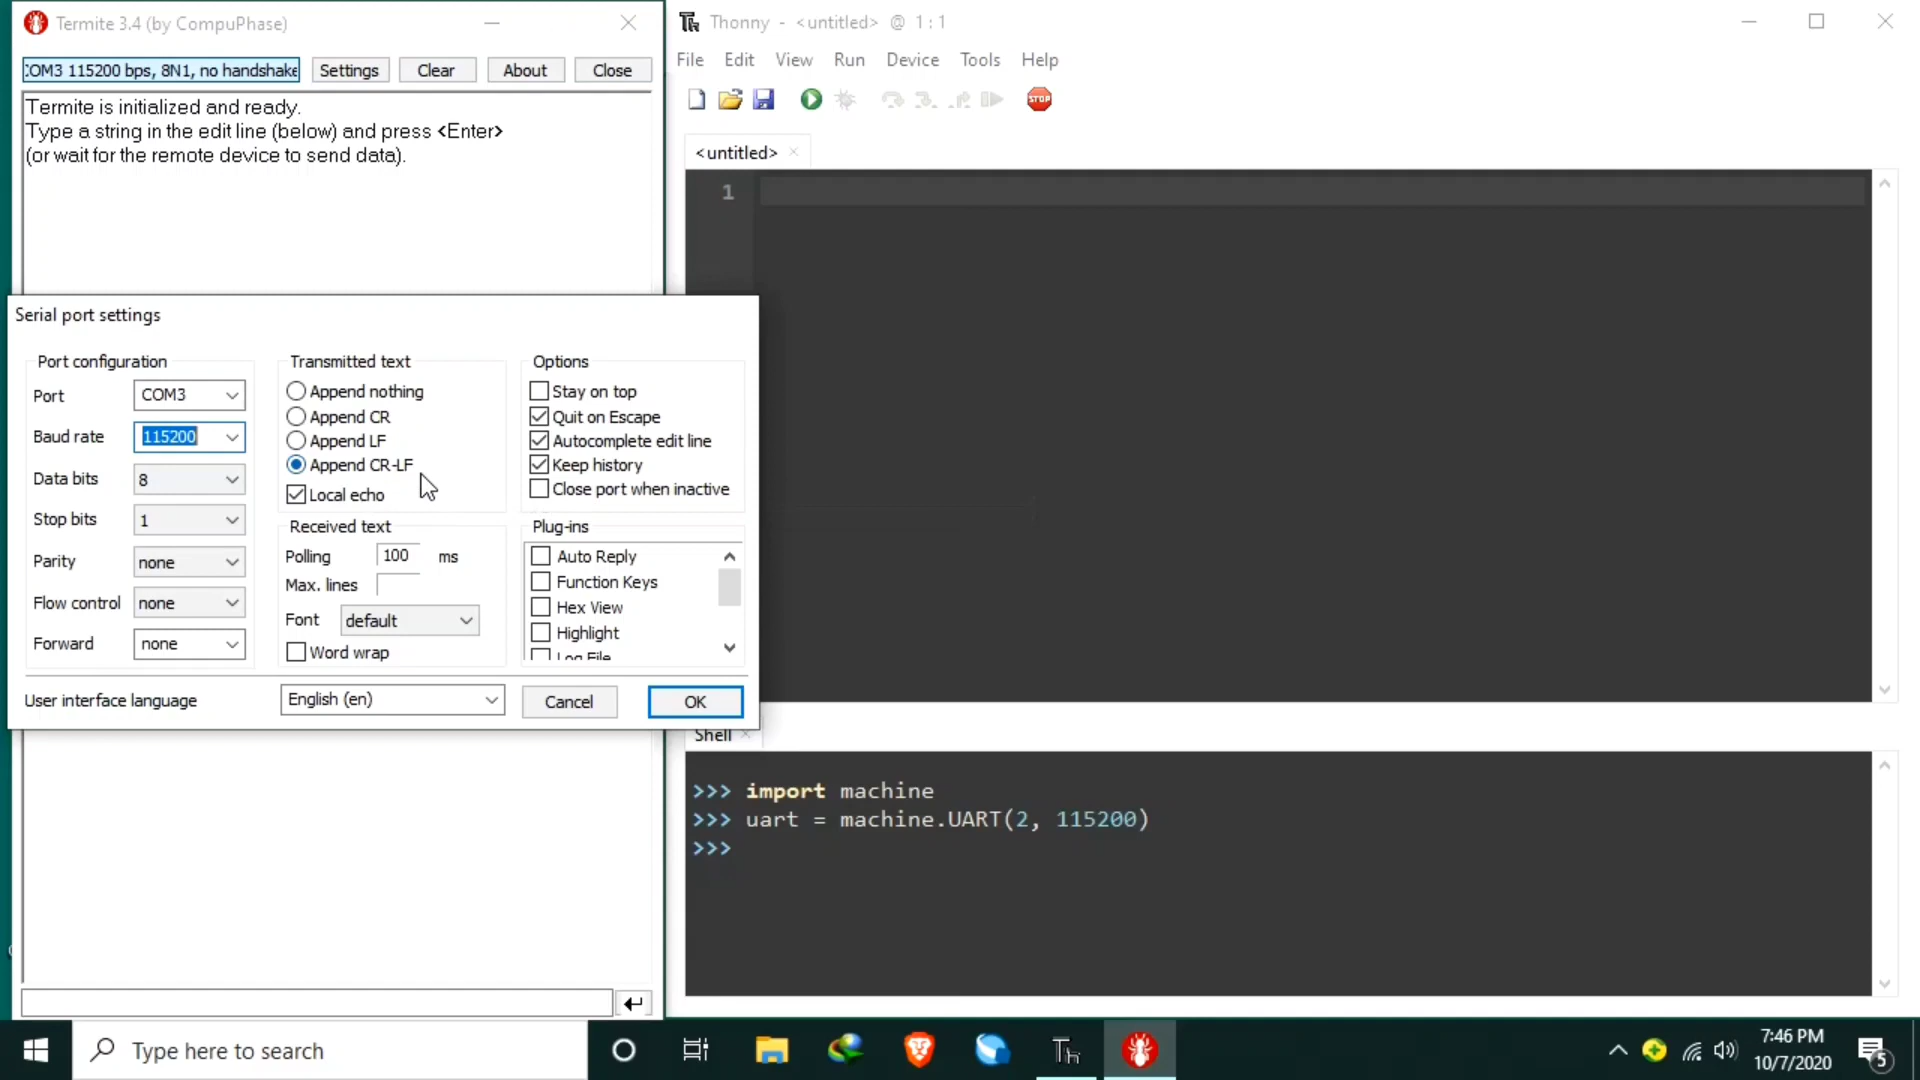 Termite 3.4 (by CompuPhase)
COM3 115200 bps, 8N1, no handshake
Settings
Clear
About
Close
Termite is initialized and ready.
Type a string in the edit line (below) and press <Enter>
(or wait for the remote device to send data).
Serial port settings
Port configuration
Port
COM3
Baud rate
115200
Data bits
8
Stop bits
1
Parity
none
Flow control
none
Forward
none
Transmitted text
Append nothing
Append CR
Append LF
Append CR-LF
Local echo
Received text
Polling
100
ms
Max. lines
Font
default
Word wrap
Options
Stay on top
Quit on Escape
Autocomplete edit line
Keep history
Close port when inactive
Plug-ins
Auto Reply
Function Keys
Hex View
Highlight
Log File
User interface language
English (en)
Cancel
OK
Th
Thonny - <untitled> @ 1 : 1
File
Edit
View
Run
Device
Tools
Help
STOP
<untitled>
1
Shell
>>> import machine
>>> uart = machine.UART(2, 115200)
>>>
Type here to search
Th
7:46 PM
10/7/2020
5